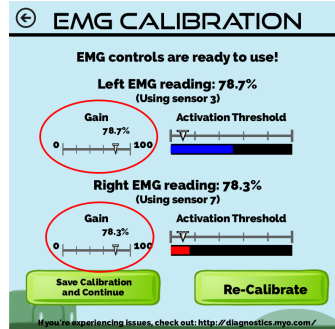 EMG CALIBRATION
EMG controls are ready to use!
Left EMG reading: 78.7%
(Using sensor 3)
Gain
Activation Threshold
78.7%
0
100
Right EMG reading: 78.3%
(Using sensor 7)
Gain
Activation Threshold
78.3%
0
100
Save Calibration
and Continue
Re-Calibrate
If you're experiencing issues, check out: http://diagnostics.myo.com/